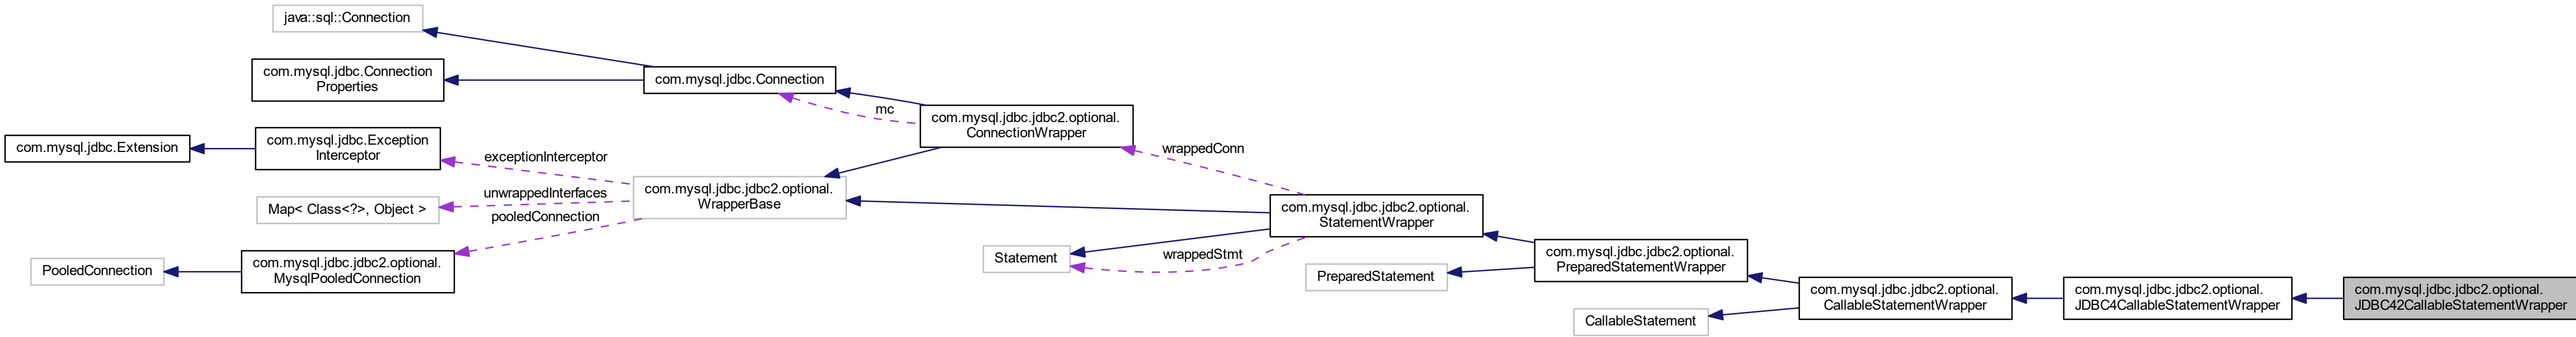 java::sql::Connection
com.mysql.jdbc.Connection
Properties
com.mysql.jdbc.Connection
mc
com.mysql.jdbc.jdbc2.optional.
ConnectionWrapper
com.mysql.jdbc.Extension
com.mysql.jdbc.Exception
Interceptor
exceptionInterceptor
wrappedConn
unwrappedInterfaces
com.mysql.jdbc.jdbc2.optional.
WrapperBase
Map< Class<?>, Object >
pooledConnection
com.mysql.jdbc.jdbc2.optional.
StatementWrapper
PooledConnection
com.mysql.jdbc.jdbc2.optional.
MysqlPooledConnection
Statement
wrappedStmt
com.mysql.jdbc.jdbc2.optional.
PreparedStatementWrapper
PreparedStatement
com.mysql.jdbc.jdbc2.optional.
CallableStatementWrapper
com.mysql.jdbc.jdbc2.optional.
JDBC4CallableStatementWrapper
com.mysql.jdbc.jdbc2.optional.
JDBC42CallableStatementWrapper
CallableStatement